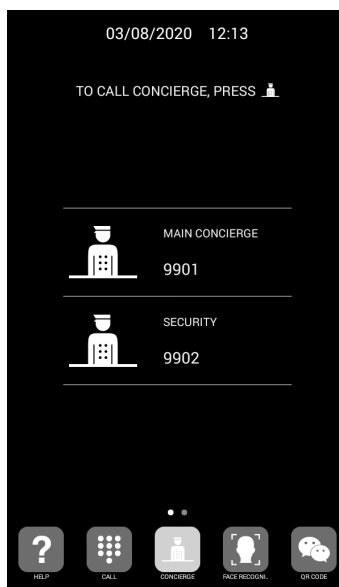 03/08/2020 12:13
TO CALL CONCIERGE, PRESS
MAIN CONCIERGE
9901
SECURITY
9902
?
HELP
CALL
CONCIERGE
FACE RECOGNI..
QR CODE